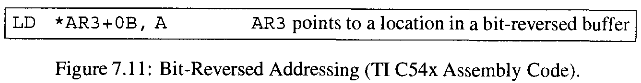 LD *AR3+0B, A AR3 points to a location in a bit-reversed buffer
Figure 7.11: Bit-Reversed Addressing (TI C54x Assembly Code).